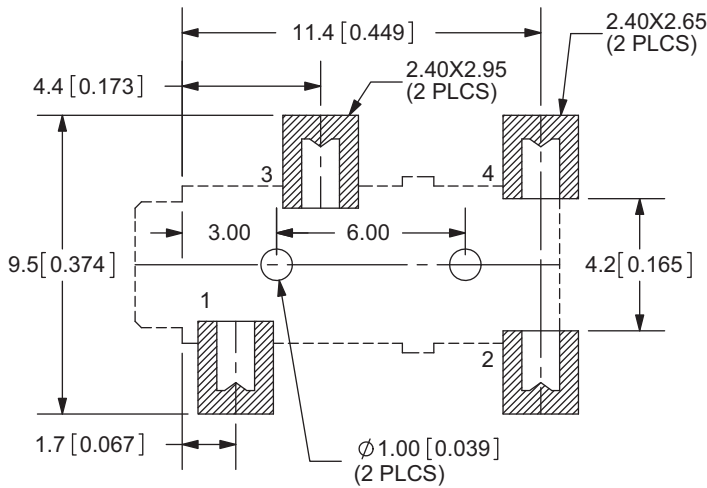 11.4 [0.449]
2.40X2.65
(2 PLCS)
4.4 [0.173]
2.40X2.95
(2 PLCS)
3
4
3.00
6.00
9.5 [0.374]
4.2 [0.165]
1
2
1.7 [0.067]
∅1.00 [0.039]
(2 PLCS)